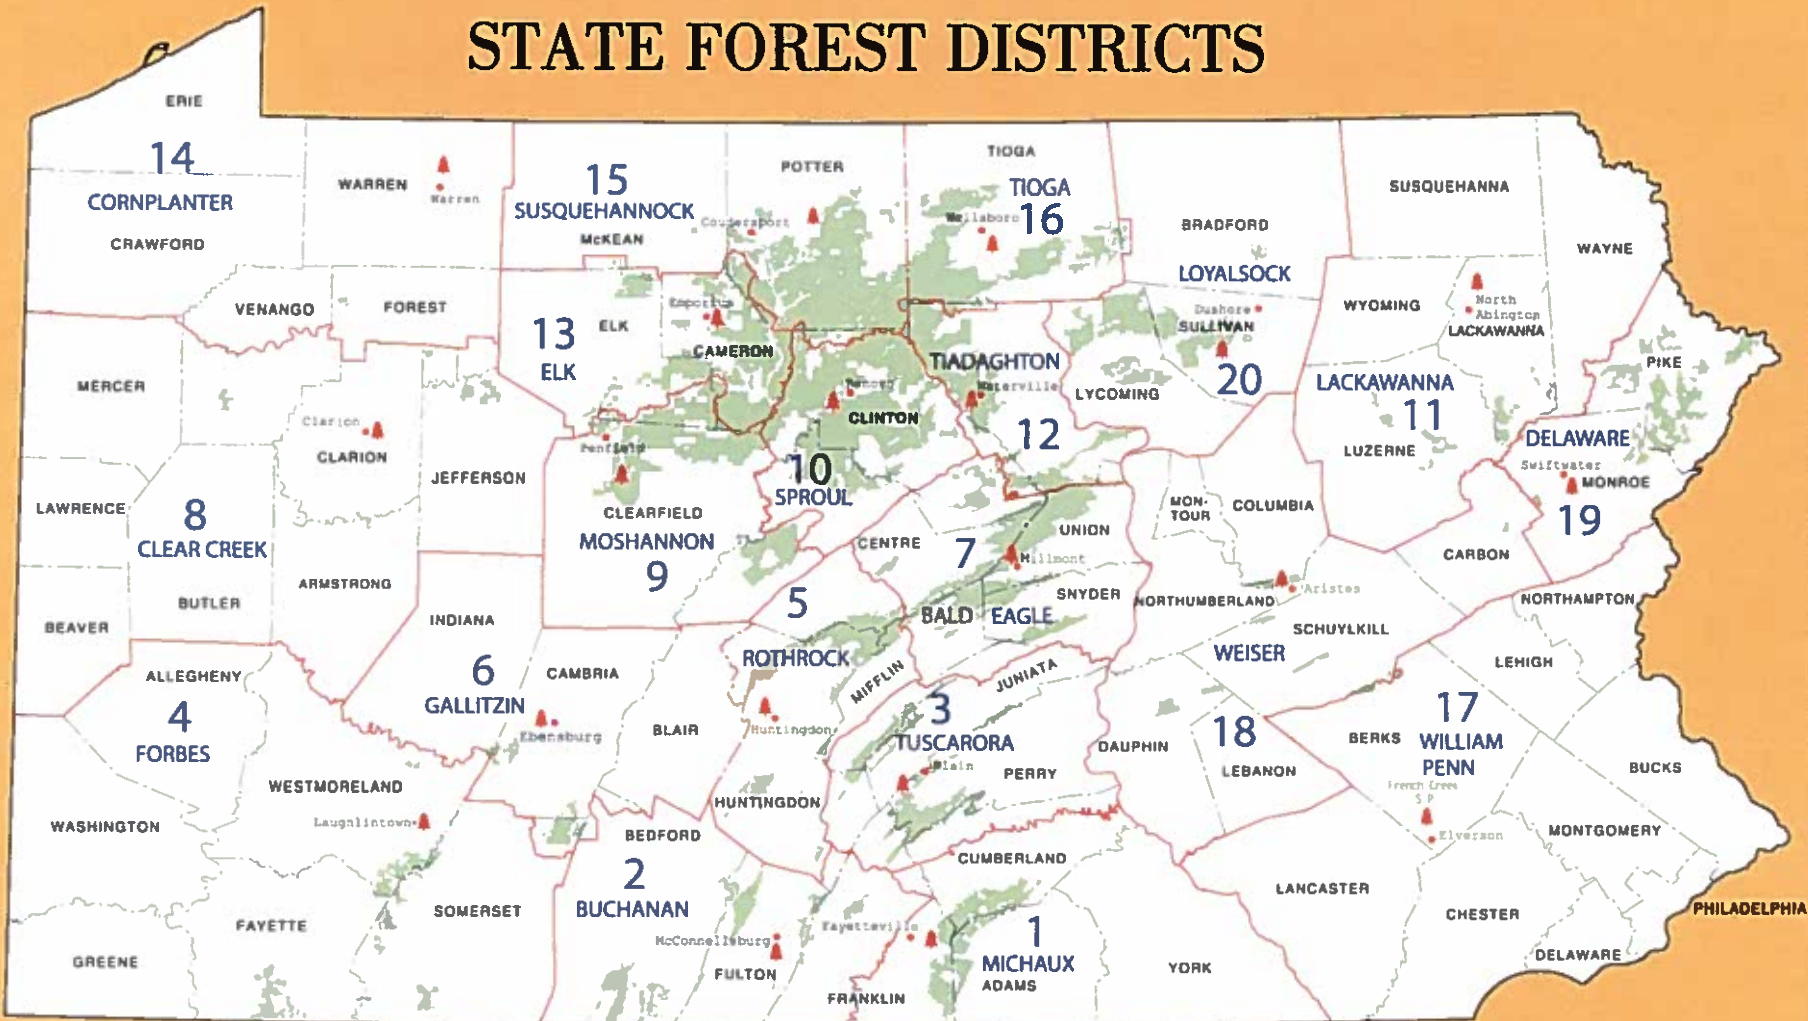 STATE FOREST DISTRICTS
ERIE
14
CORNPLANTER
CRAWFORD
WARREN
Warren
15
SUSQUEHANNOCK
McKEAN
POTTER
Coudersport
TIOGA
TIOGA
Wellsboro
16
BRADFORD
LOYALSOCK
SUSQUEHANNA
WAYNE
VENANGO
FOREST
13
ELK
ELK
Emporium
CAMERON
TIADAGHTON
Waterville
12
LYCOMING
Dushore
SULLIVAN
20
WYOMING
North
Abington
LACKAWANNA
LACKAWANNA
11
LUZERNE
PIKE
DELAWARE
Swiftwater
MONROE
19
MERCER
Clarion
CLARION
JEFFERSON
Penfield
CLEARFIELD
MOSHANNON
9
Renovo
CLINTON
10
SPROUL
LAWRENCE
8
CLEAR CREEK
BUTLER
ARMSTRONG
BEAVER
CENTRE
7
UNION
Millmont
SNYDER
BALD EAGLE
MON-
TOUR
COLUMBIA
CARBON
NORTHUMBERLAND
Aristes
SCHUYLKILL
WEISER
NORTHAMPTON
LEHIGH
INDIANA
6
GALLITZIN
CAMBRIA
Ebensburg
BLAIR
5
ROTHROCK
Huntingdon
HUNTINGDON
MIFFLIN
JUNIATA
3
TUSCARORA
Blain
PERRY
DAUPHIN
18
LEBANON
BERKS
17
WILLIAM
PENN
French Creek
S P
Elverson
BUCKS
MONTGOMERY
ALLEGHENY
4
FORBES
WESTMORELAND
Laughlintown
WASHINGTON
GREENE
FAYETTE
SOMERSET
BEDFORD
2
BUCHANAN
McConnellsburg
FULTON
Fayetteville
FRANKLIN
CUMBERLAND
1
MICHAUX
ADAMS
YORK
LANCASTER
CHESTER
DELAWARE
PHILADELPHIA